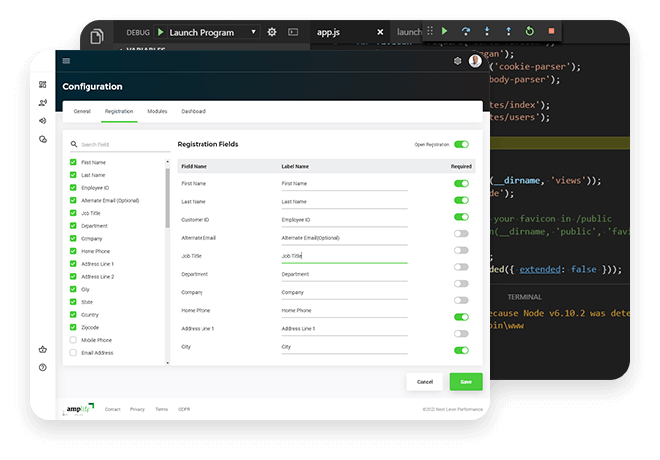 DEBUG Launch Program app.js launch
VARIABLES
gan');
('cookie-parser');
body-parser');
tes/index');
tes/users');
(__dirname, 'views'));
de');
your favicon in /public
n(__dirname, 'public', 'favi
;
ded({ extended: false }));
TERMINAL
ecause Node v6.10.2 was dete
bin\www
Configuration
General Registration Modules Dashboard
Search Field
First Name
Last Name
Employee ID
Alternate Email (Optional)
Job Title
Department
Company
Home Phone
Address Line 1
Address Line 2
City
State
Country
Zipcode
Mobile Phone
Email Address
Registration Fields Open Registration
Field Name Label Name Required
First Name First Name
Last Name Last Name
Customer ID Employee ID
Alternate Email Alternate Email(Optional)
Job Title Job Title
Department Department
Company Company
Home Phone Home Phone
Address Line 1 Address Line 1
City City
Cancel Save
amplify Contact Privacy Terms GDPR ©2022 Next Level Performance